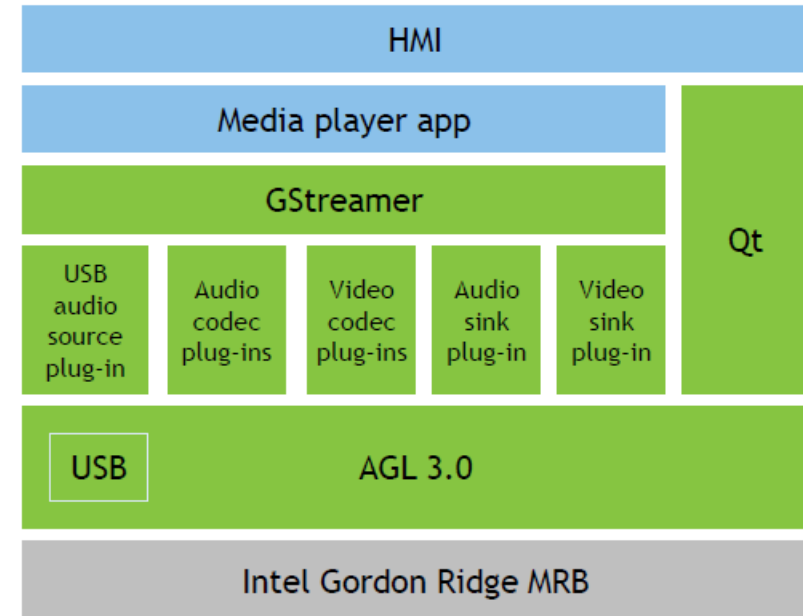 HMI
Media player app
GStreamer
Qt
USB
audio
source
plug-in
Audio
codec
plug-ins
Video
codec
plug-ins
Audio
sink
plug-in
Video
sink
plug-in
USB
AGL 3.0
Intel Gordon Ridge MRB